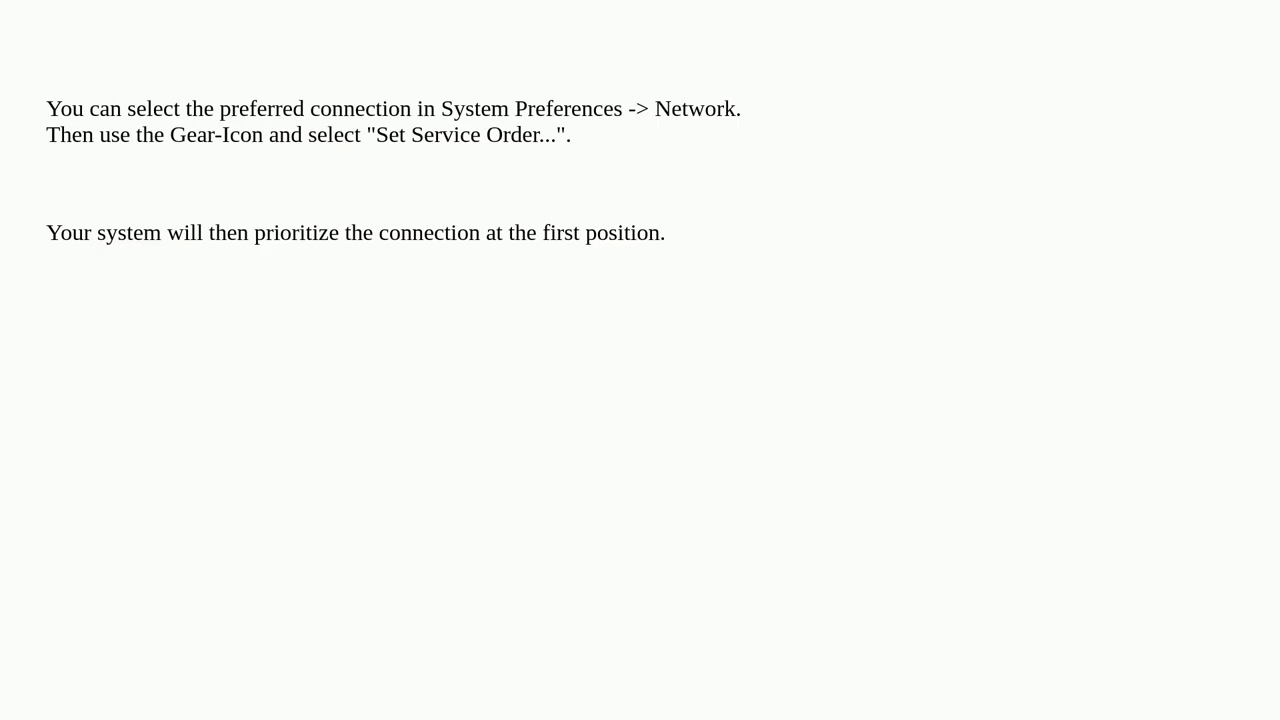 You can select the preferred connection in System Preferences -> Network.
Then use the Gear-Icon and select "Set Service Order...".
Your system will then prioritize the connection at the first position.